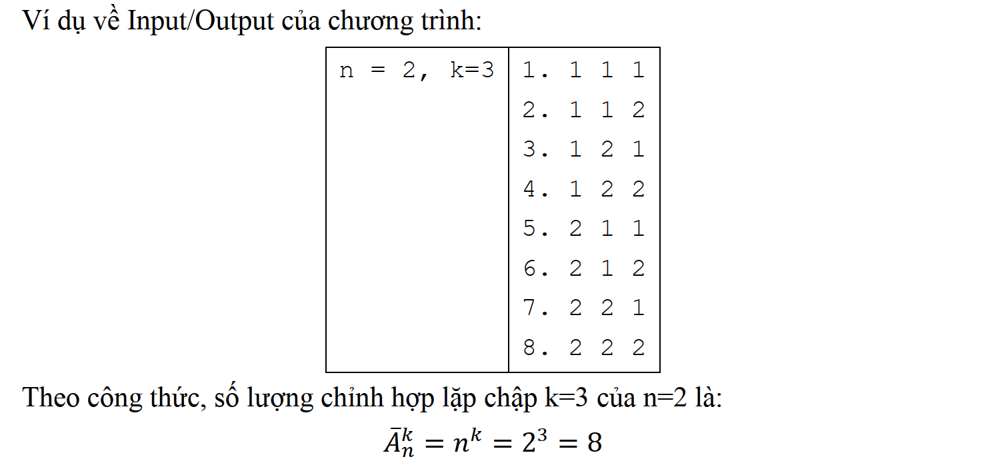 Ví dụ về Input/Output của chương trình:
n = 2, k=3
1. 1 1 1
2. 1 1 2
3. 1 2 1
4. 1 2 2
5. 2 1 1
6. 2 1 2
7. 2 2 1
8. 2 2 2
Theo công thức, số lượng chỉnh hợp lặp chập k=3 của n=2 là:
Ā_n^k = n^k = 2^3 = 8